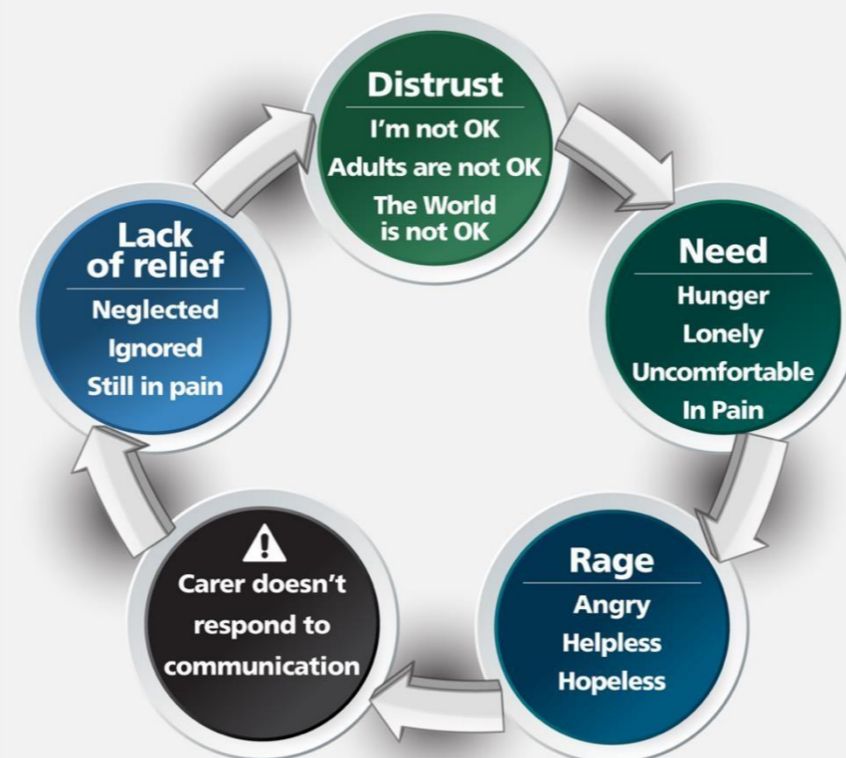 Distrust
I'm not OK
Adults are not OK
The World
is not OK
Need
Hunger
Lonely
Uncomfortable
In Pain
Rage
Angry
Helpless
Hopeless
Carer doesn't
respond to
communication
Lack
of relief
Neglected
Ignored
Still in pain